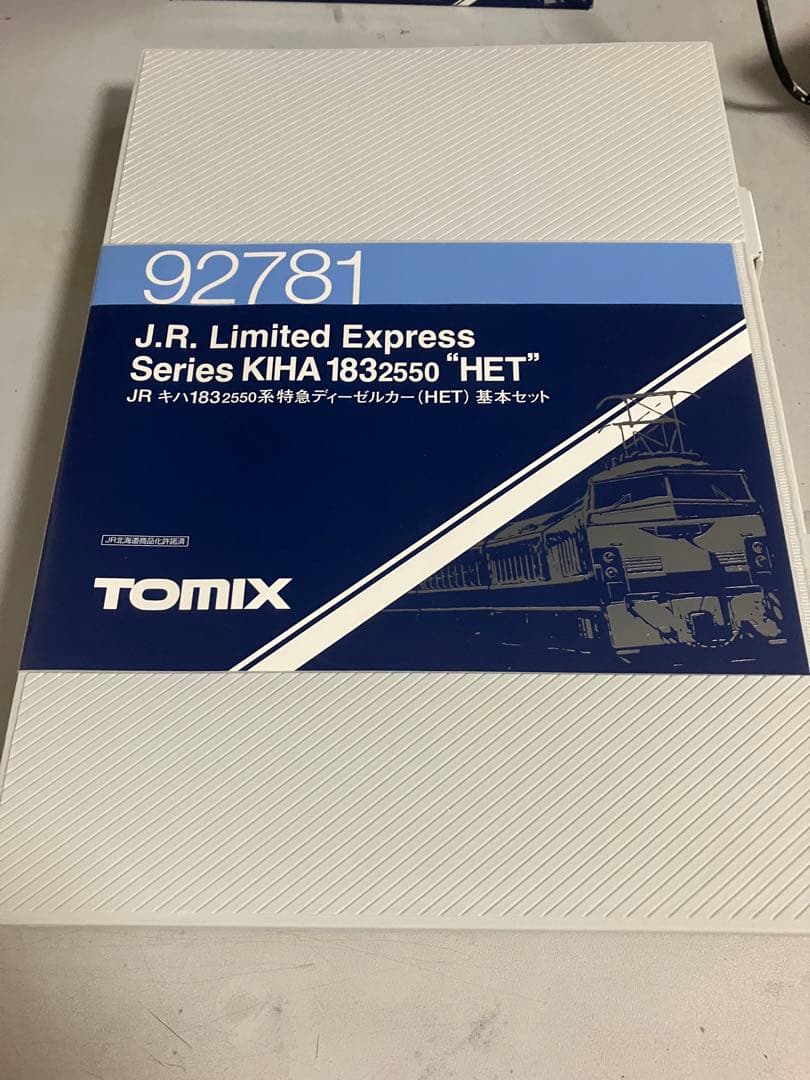 92781
J.R. Limited Express
Series KIHA 1832550 “HET”
JR キハ1832550系特急ディーゼルカー(HET) 基本セット
JR北海道商品化許諾済
TOMIX